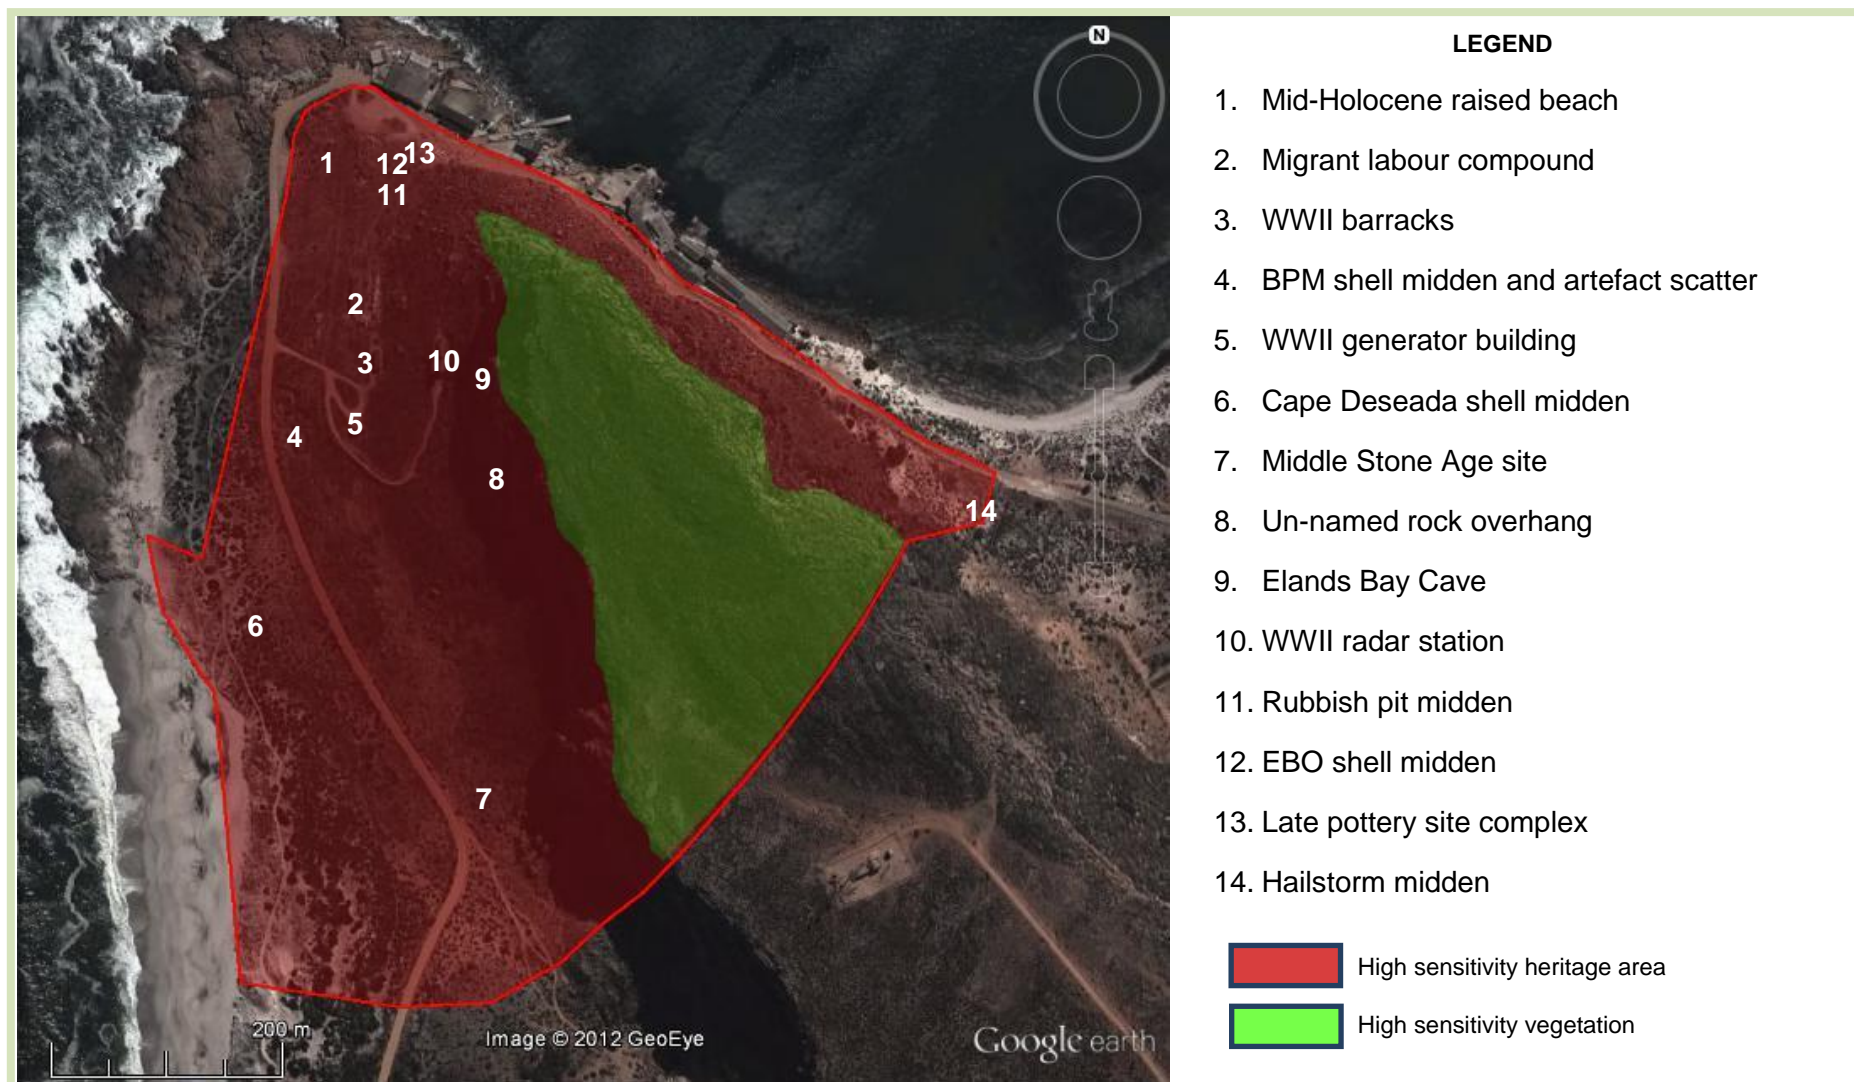 N
1
12
13
11
2
3
10
9
5
4
8
14
6
7
200 m
Image © 2012 GeoEye
Google earth
LEGEND
1. Mid-Holocene raised beach
2. Migrant labour compound
3. WWII barracks
4. BPM shell midden and artefact scatter
5. WWII generator building
6. Cape Deseada shell midden
7. Middle Stone Age site
8. Un-named rock overhang
9. Elands Bay Cave
10. WWII radar station
11. Rubbish pit midden
12. EBO shell midden
13. Late pottery site complex
14. Hailstorm midden
High sensitivity heritage area
High sensitivity vegetation